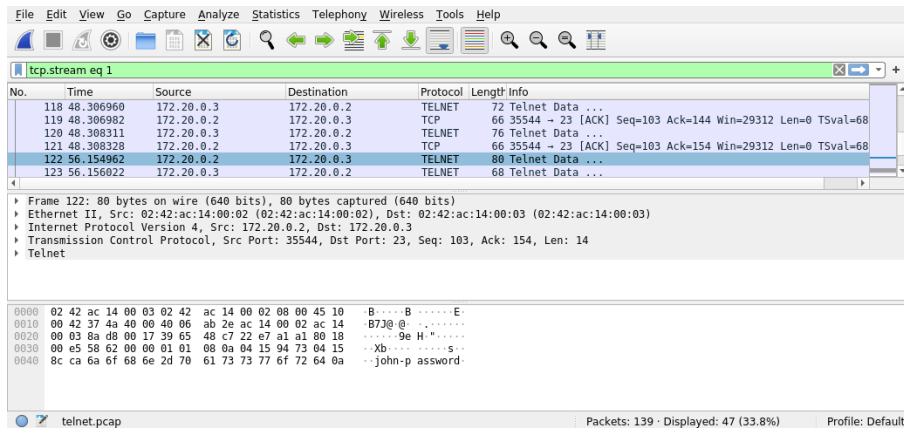 File Edit View Go Capture Analyze Statistics Telephony Wireless Tools Help
tcp.stream eq 1
No. Time Source Destination Protocol Length Info
118 48.306960 172.20.0.3 172.20.0.2 TELNET 72 Telnet Data ...
119 48.306982 172.20.0.2 172.20.0.3 TCP 66 35544 → 23 [ACK] Seq=103 Ack=144 Win=29312 Len=0 TSval=68
120 48.308311 172.20.0.3 172.20.0.2 TELNET 76 Telnet Data ...
121 48.308328 172.20.0.2 172.20.0.3 TCP 66 35544 → 23 [ACK] Seq=103 Ack=154 Win=29312 Len=0 TSval=68
122 56.154962 172.20.0.2 172.20.0.3 TELNET 80 Telnet Data ...
123 56.156022 172.20.0.3 172.20.0.2 TELNET 68 Telnet Data ...
Frame 122: 80 bytes on wire (640 bits), 80 bytes captured (640 bits)
Ethernet II, Src: 02:42:ac:14:00:02 (02:42:ac:14:00:02), Dst: 02:42:ac:14:00:03 (02:42:ac:14:00:03)
Internet Protocol Version 4, Src: 172.20.0.2, Dst: 172.20.0.3
Transmission Control Protocol, Src Port: 35544, Dst Port: 23, Seq: 103, Ack: 154, Len: 14
Telnet
0000 02 42 ac 14 00 03 02 42 ac 14 00 02 08 00 45 10 ·B·····B ······E·
0010 00 42 37 4a 40 00 40 06 ab 2e ac 14 00 02 ac 14 ·B7J@·@· ·.······
0020 00 03 8a d8 00 17 39 65 48 c7 22 e7 a1 a1 80 18 ······9e H·"·····
0030 00 e5 58 62 00 00 01 01 08 0a 04 15 94 73 04 15 ··Xb···· ·····s··
0040 8c ca 6a 6f 68 6e 2d 70 61 73 73 77 6f 72 64 0a ··john-p assword·
telnet.pcap Packets: 139 · Displayed: 47 (33.8%) Profile: Default